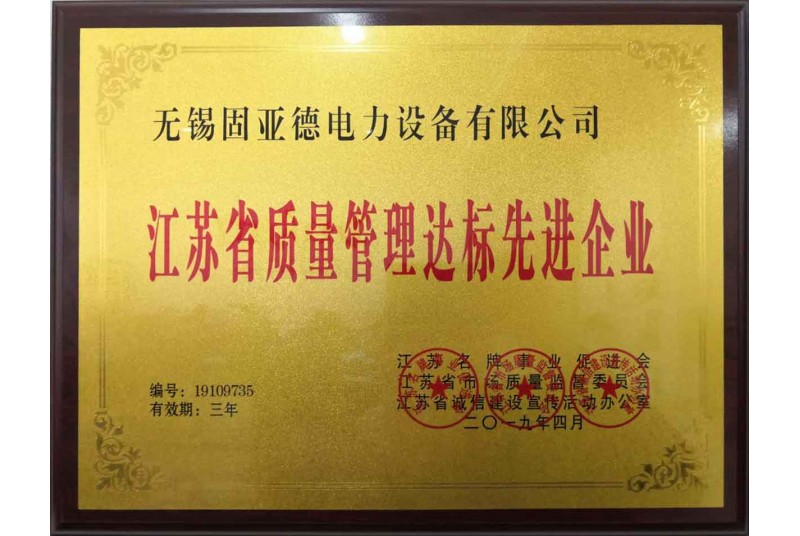 无锡固亚德电力设备有限公司
江苏省质量管理达标先进企业
江苏名牌事业促进会
江苏省市场质量监督委员会
江苏省诚信建设宣传活动办公室
二〇一九年四月
编号：19109735
有效期：三年